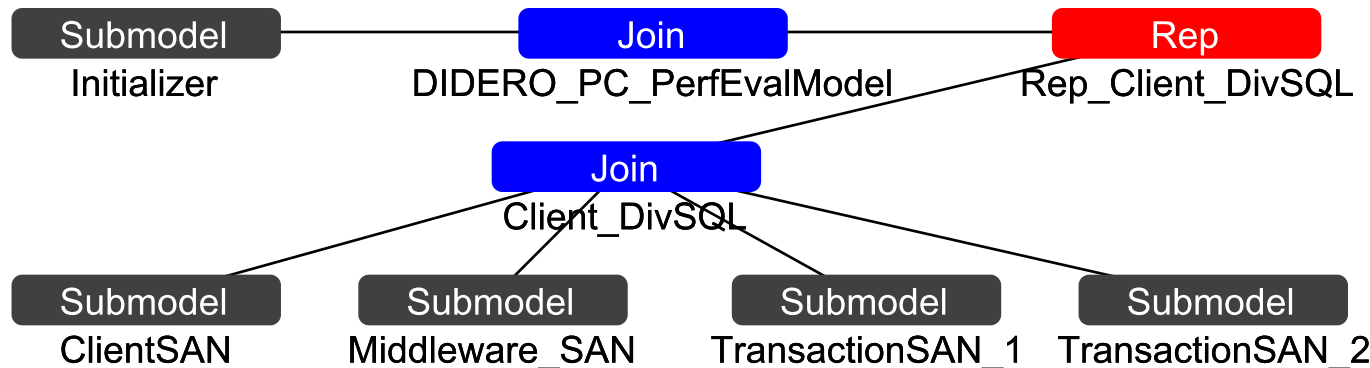 Submodel Join Rep
Initializer DIDERO_PC_PerfEvalModel Rep_Client_DivSQL
Join
Client_DivSQL
Submodel Submodel Submodel Submodel
ClientSAN Middleware_SAN TransactionSAN_1 TransactionSAN_2